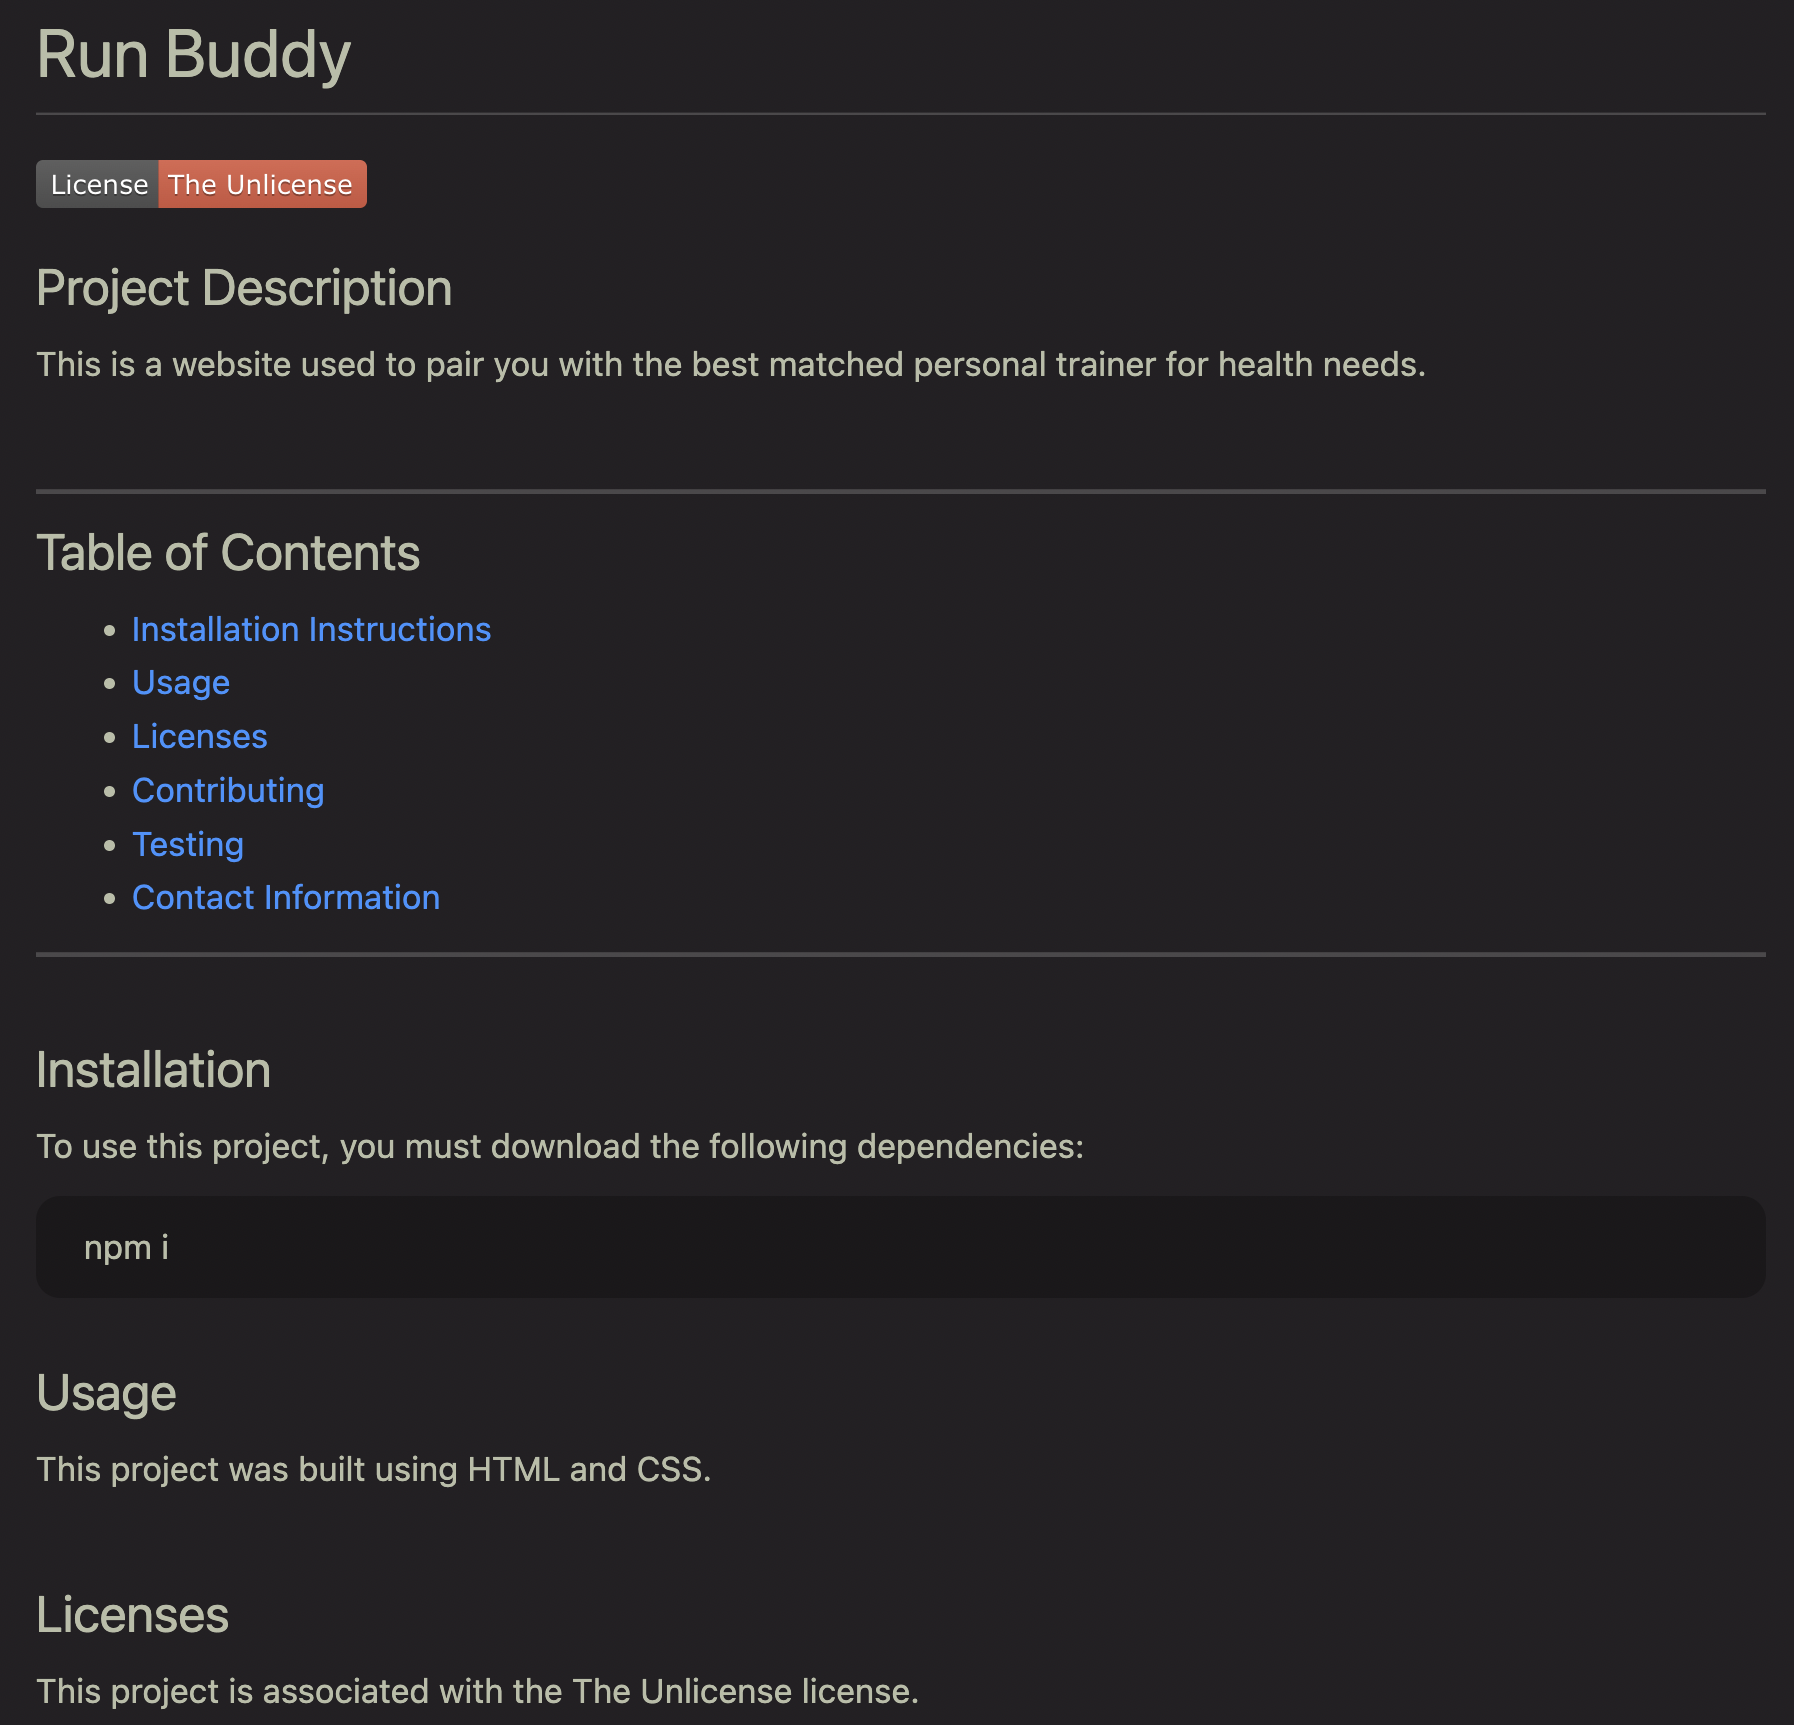 Run Buddy
License The Unlicense
Project Description
This is a website used to pair you with the best matched personal trainer for health needs.
Table of Contents
Installation Instructions
Usage
Licenses
Contributing
Testing
Contact Information
Installation
To use this project, you must download the following dependencies:
npm i
Usage
This project was built using HTML and CSS.
Licenses
This project is associated with the The Unlicense license.